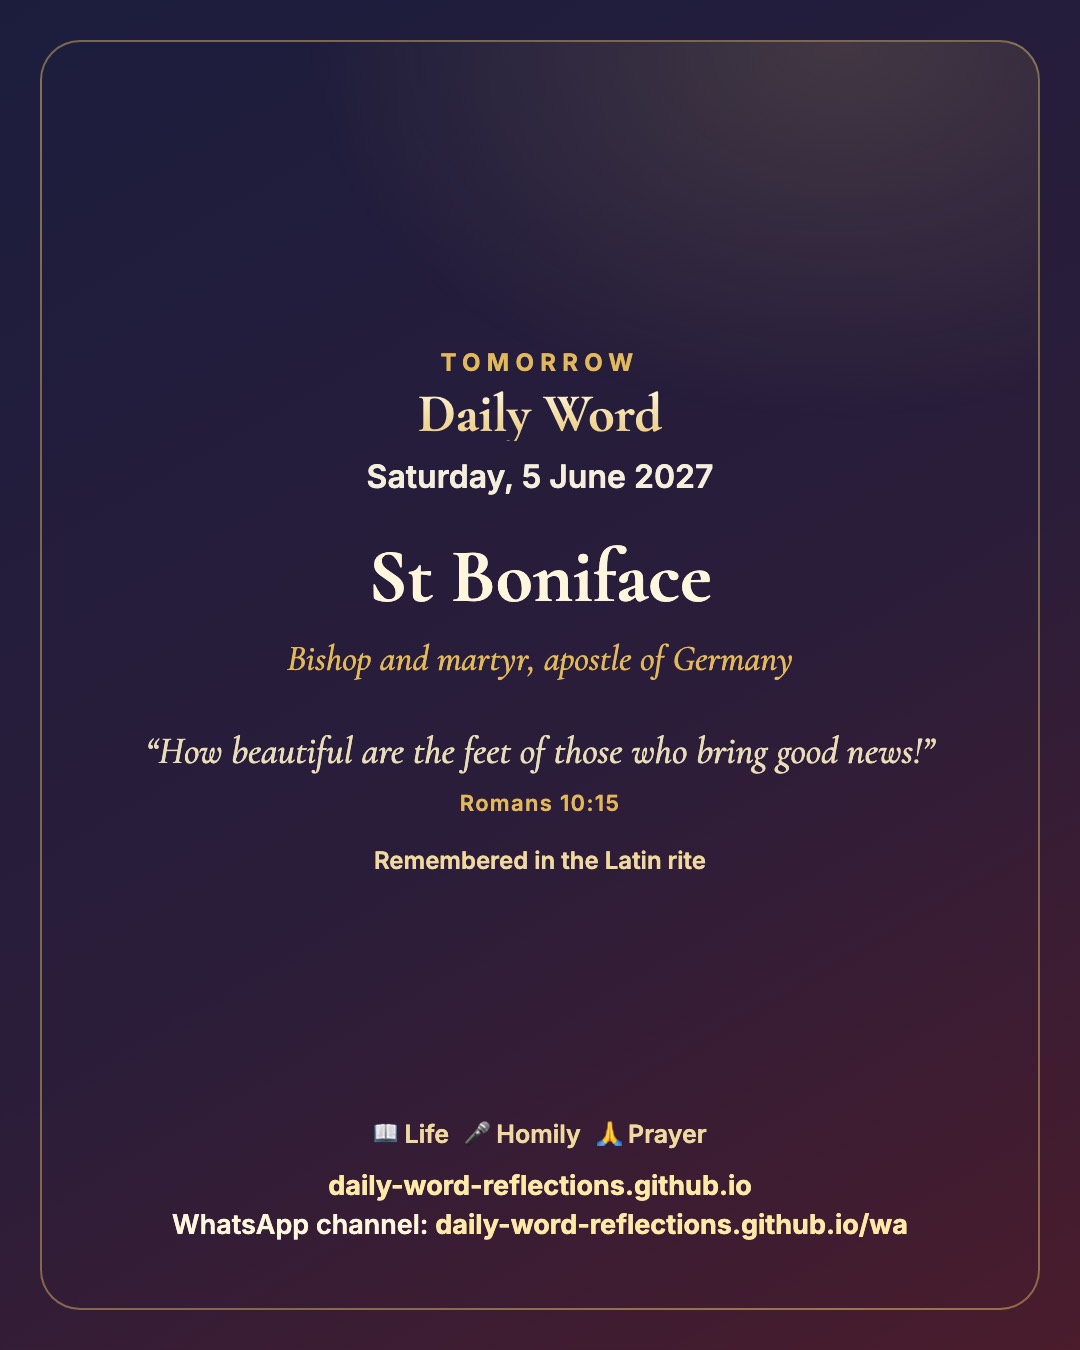 TOMORROW
Daily Word
Saturday, 5 June 2027
St Boniface
Bishop and martyr, apostle of Germany
“How beautiful are the feet of those who bring good news!”
Romans 10:15
Remembered in the Latin rite
📖 Life 🎤 Homily 🙏 Prayer
daily-word-reflections.github.io
WhatsApp channel: daily-word-reflections.github.io/wa